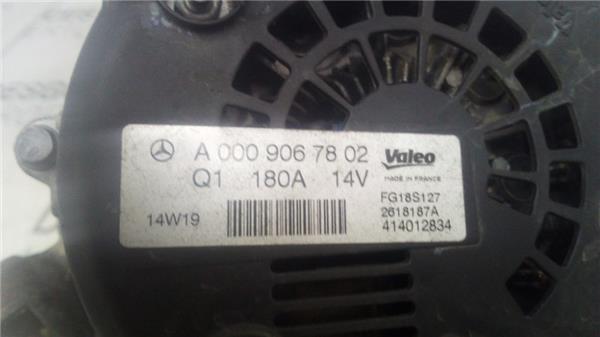 A 000 906 78 02
Valeo
MADE IN FRANCE
Q1 180A 14V
FG18S127
14W19
2618187A
414012834